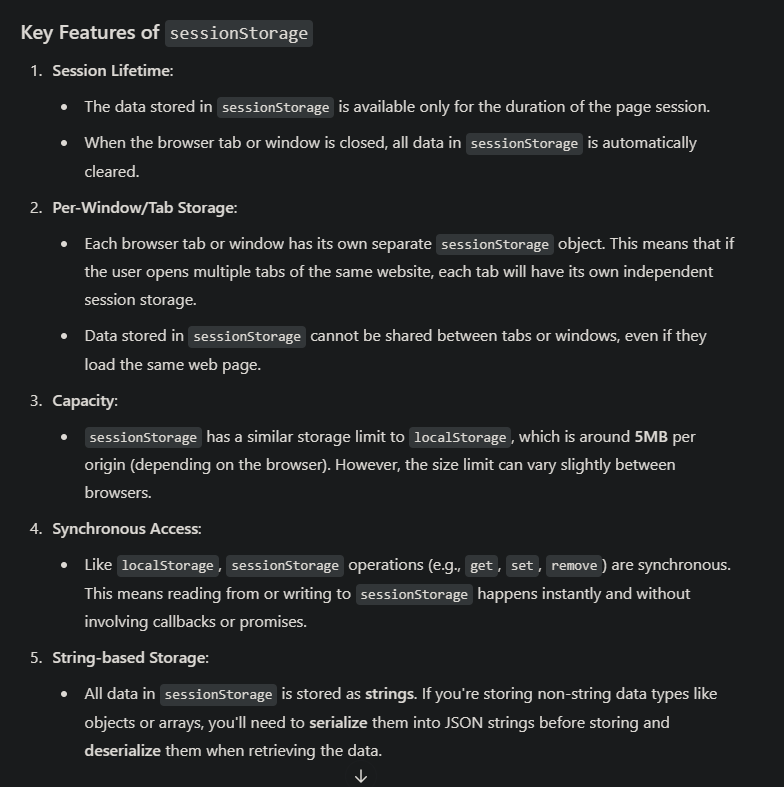 Key Features of sessionStorage
1. Session Lifetime:
• The data stored in sessionStorage is available only for the duration of the page session.
• When the browser tab or window is closed, all data in sessionStorage is automatically
cleared.
2. Per-Window/Tab Storage:
• Each browser tab or window has its own separate sessionStorage object. This means that if
the user opens multiple tabs of the same website, each tab will have its own independent
session storage.
• Data stored in sessionStorage cannot be shared between tabs or windows, even if they
load the same web page.
3. Capacity:
• sessionStorage has a similar storage limit to localStorage, which is around 5MB per
origin (depending on the browser). However, the size limit can vary slightly between
browsers.
4. Synchronous Access:
• Like localStorage, sessionStorage operations (e.g., get, set, remove) are synchronous.
This means reading from or writing to sessionStorage happens instantly and without
involving callbacks or promises.
5. String-based Storage:
• All data in sessionStorage is stored as strings. If you're storing non-string data types like
objects or arrays, you'll need to serialize them into JSON strings before storing and
deserialize them when retrieving the data.